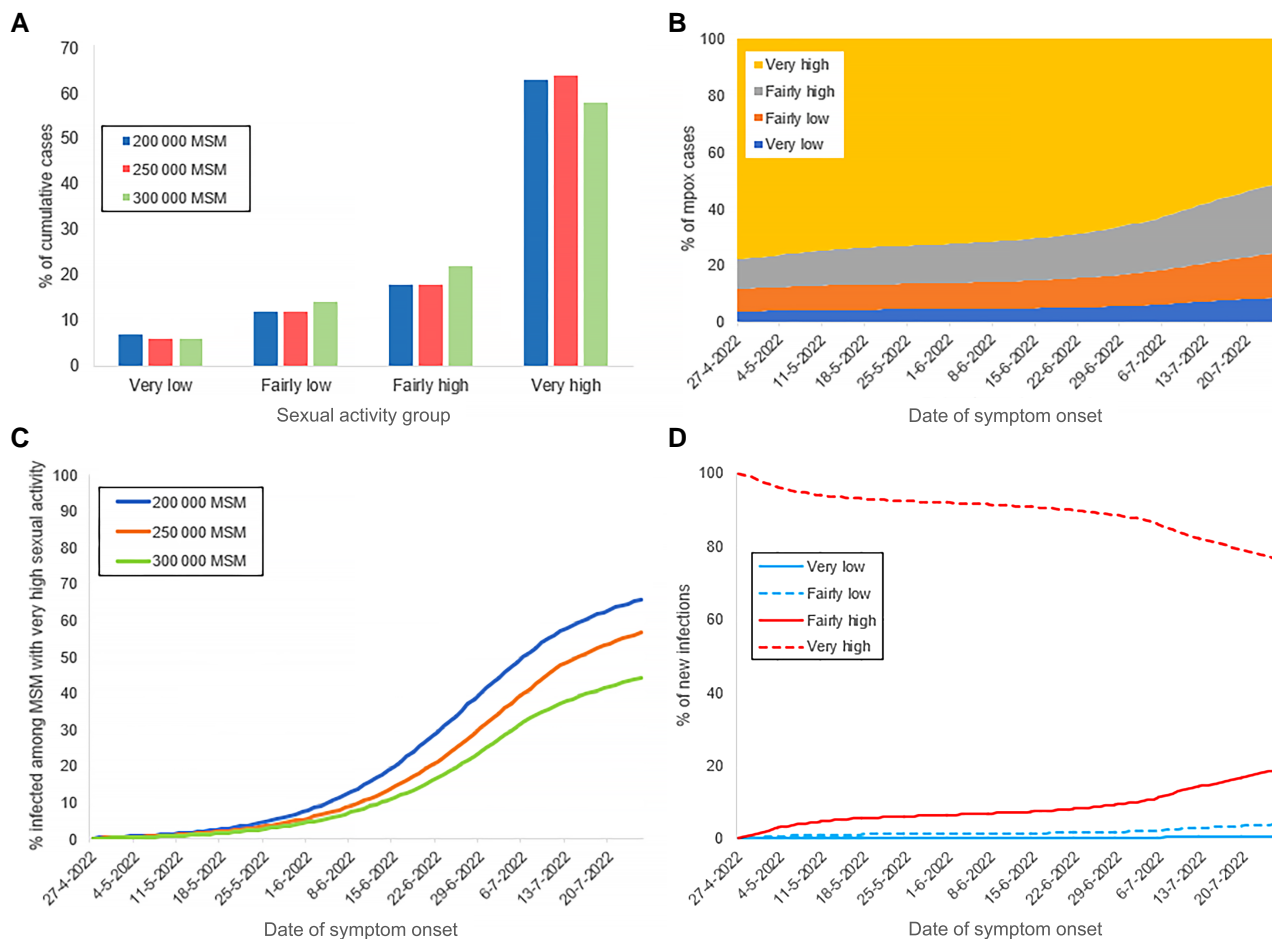 A
% of cumulative cases
70
60
50
40
30
20
10
0
200 000 MSM
250 000 MSM
300 000 MSM
Very low
Fairly low
Fairly high
Very high
Sexual activity group
B
% of mpox cases
100
80
60
40
20
0
Very high
Fairly high
Fairly low
Very low
27-4-2022
4-5-2022
11-5-2022
18-5-2022
25-5-2022
1-6-2022
8-6-2022
15-6-2022
22-6-2022
29-6-2022
6-7-2022
13-7-2022
20-7-2022
Date of symptom onset
C
% infected among MSM with very high sexual activity
100
90
80
70
60
50
40
30
20
10
0
200 000 MSM
250 000 MSM
300 000 MSM
27-4-2022
4-5-2022
11-5-2022
18-5-2022
25-5-2022
1-6-2022
8-6-2022
15-6-2022
22-6-2022
29-6-2022
6-7-2022
13-7-2022
20-7-2022
Date of symptom onset
D
% of new infections
100
80
60
40
20
0
Very low
Fairly low
Fairly high
Very high
27-4-2022
4-5-2022
11-5-2022
18-5-2022
25-5-2022
1-6-2022
8-6-2022
15-6-2022
22-6-2022
29-6-2022
6-7-2022
13-7-2022
20-7-2022
Date of symptom onset